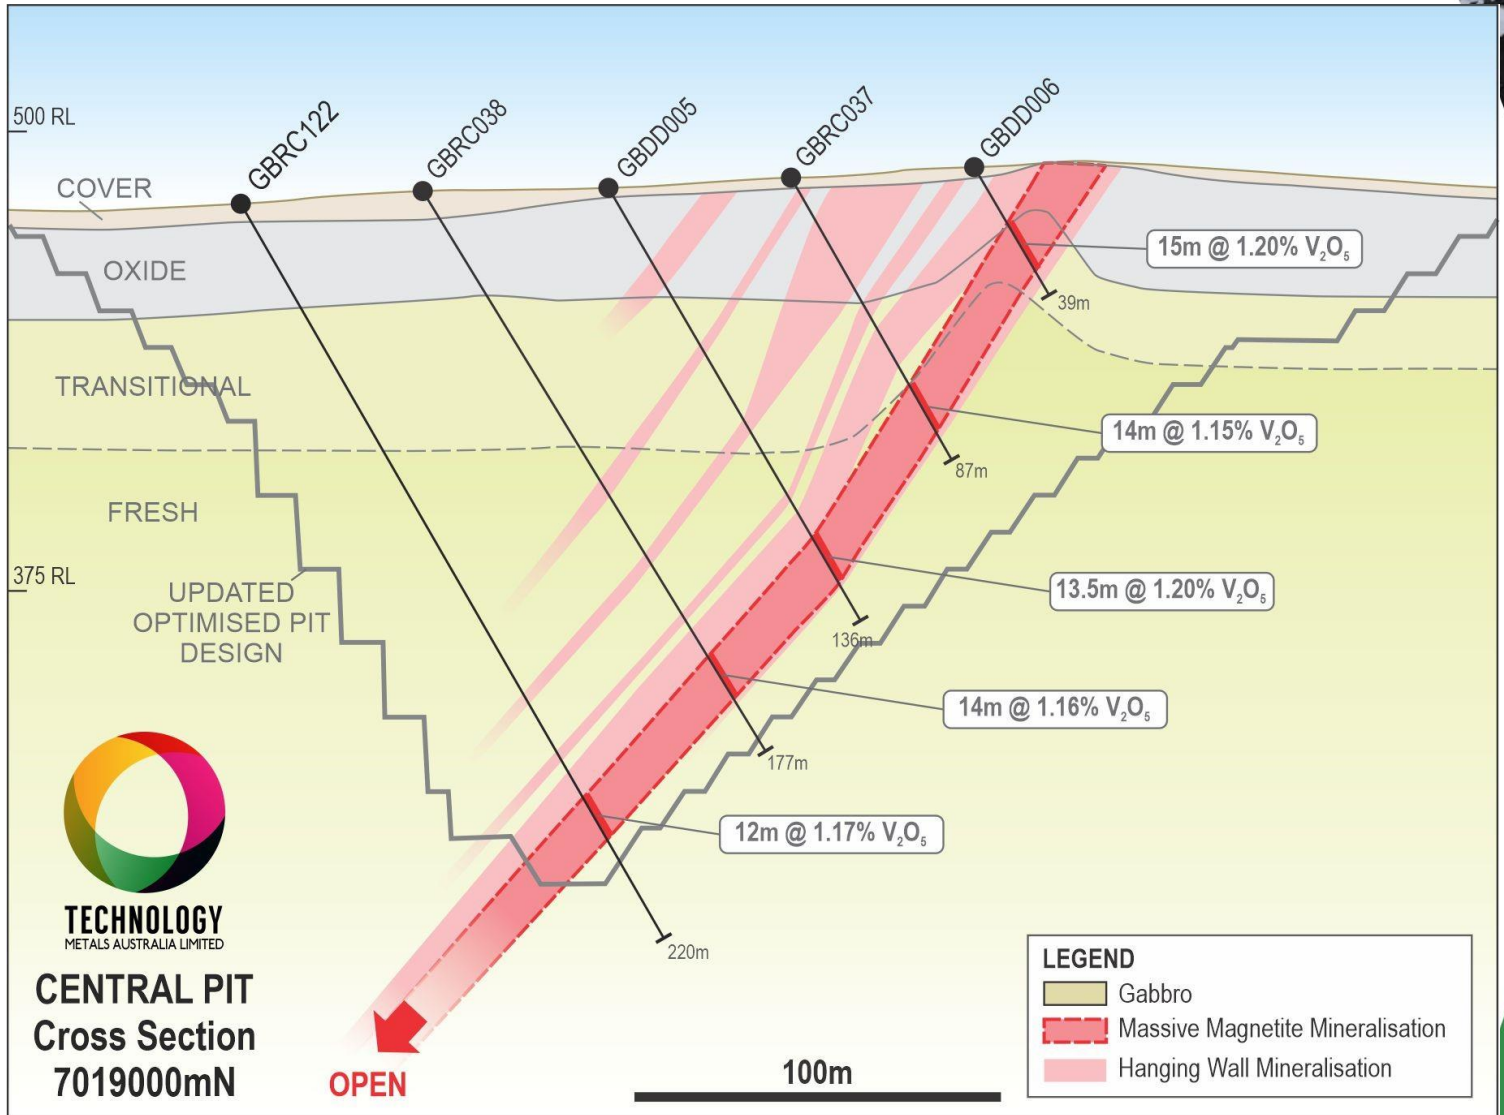 500 RL
GBRC122
GBRC038
GBDD005
GBRC037
GBDD006
COVER
OXIDE
15m @ 1.20% V₂O₅
39m
TRANSITIONAL
14m @ 1.15% V₂O₅
87m
FRESH
375 RL
UPDATED
OPTIMISED PIT
DESIGN
13.5m @ 1.20% V₂O₅
136m
14m @ 1.16% V₂O₅
177m
12m @ 1.17% V₂O₅
220m
TECHNOLOGY
METALS AUSTRALIA LIMITED
CENTRAL PIT
Cross Section
7019000mN
OPEN
100m
LEGEND
Gabbro
Massive Magnetite Mineralisation
Hanging Wall Mineralisation